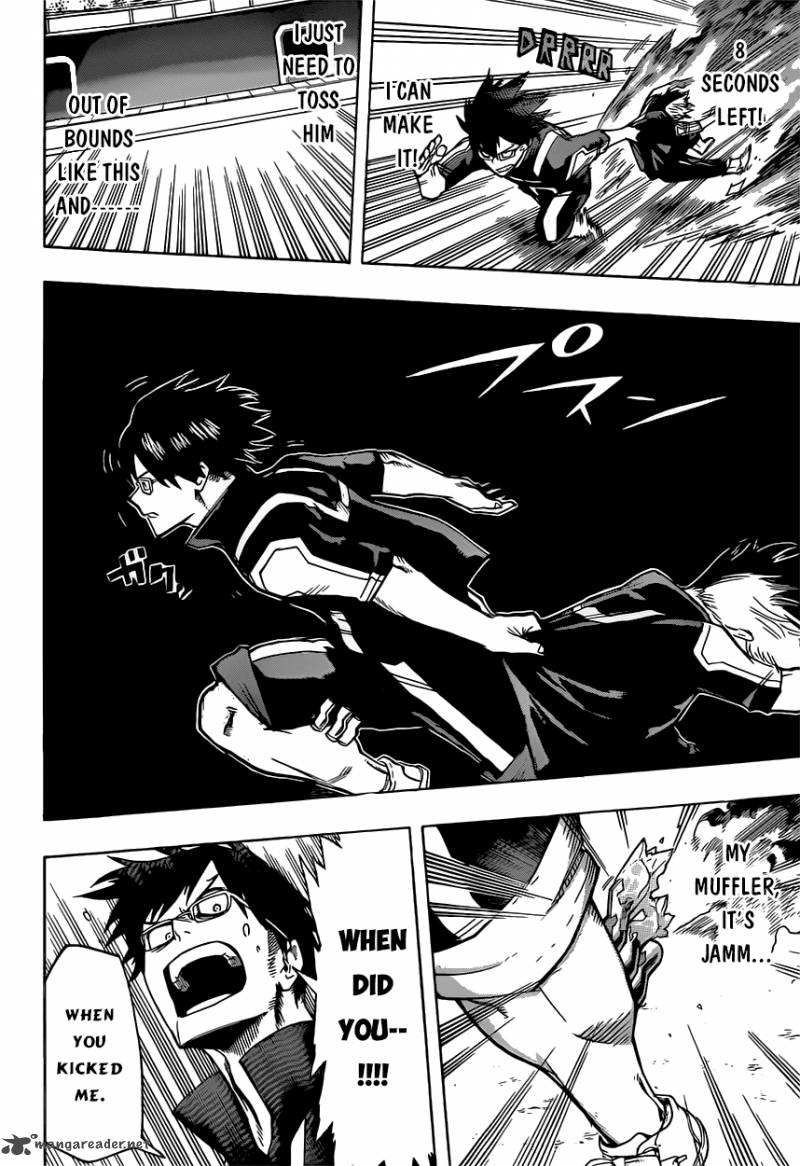 8
SECONDS
LEFT!
DRRRR
I CAN
MAKE
IT!
I JUST
NEED TO
TOSS
HIM
OUT OF
BOUNDS
LIKE THIS
AND------
プスン
ガク
MY
MUFFLER,
IT'S
JAMM...
WHEN
DID
YOU--
!!!!
WHEN
YOU
KICKED
ME.
mangareader.net